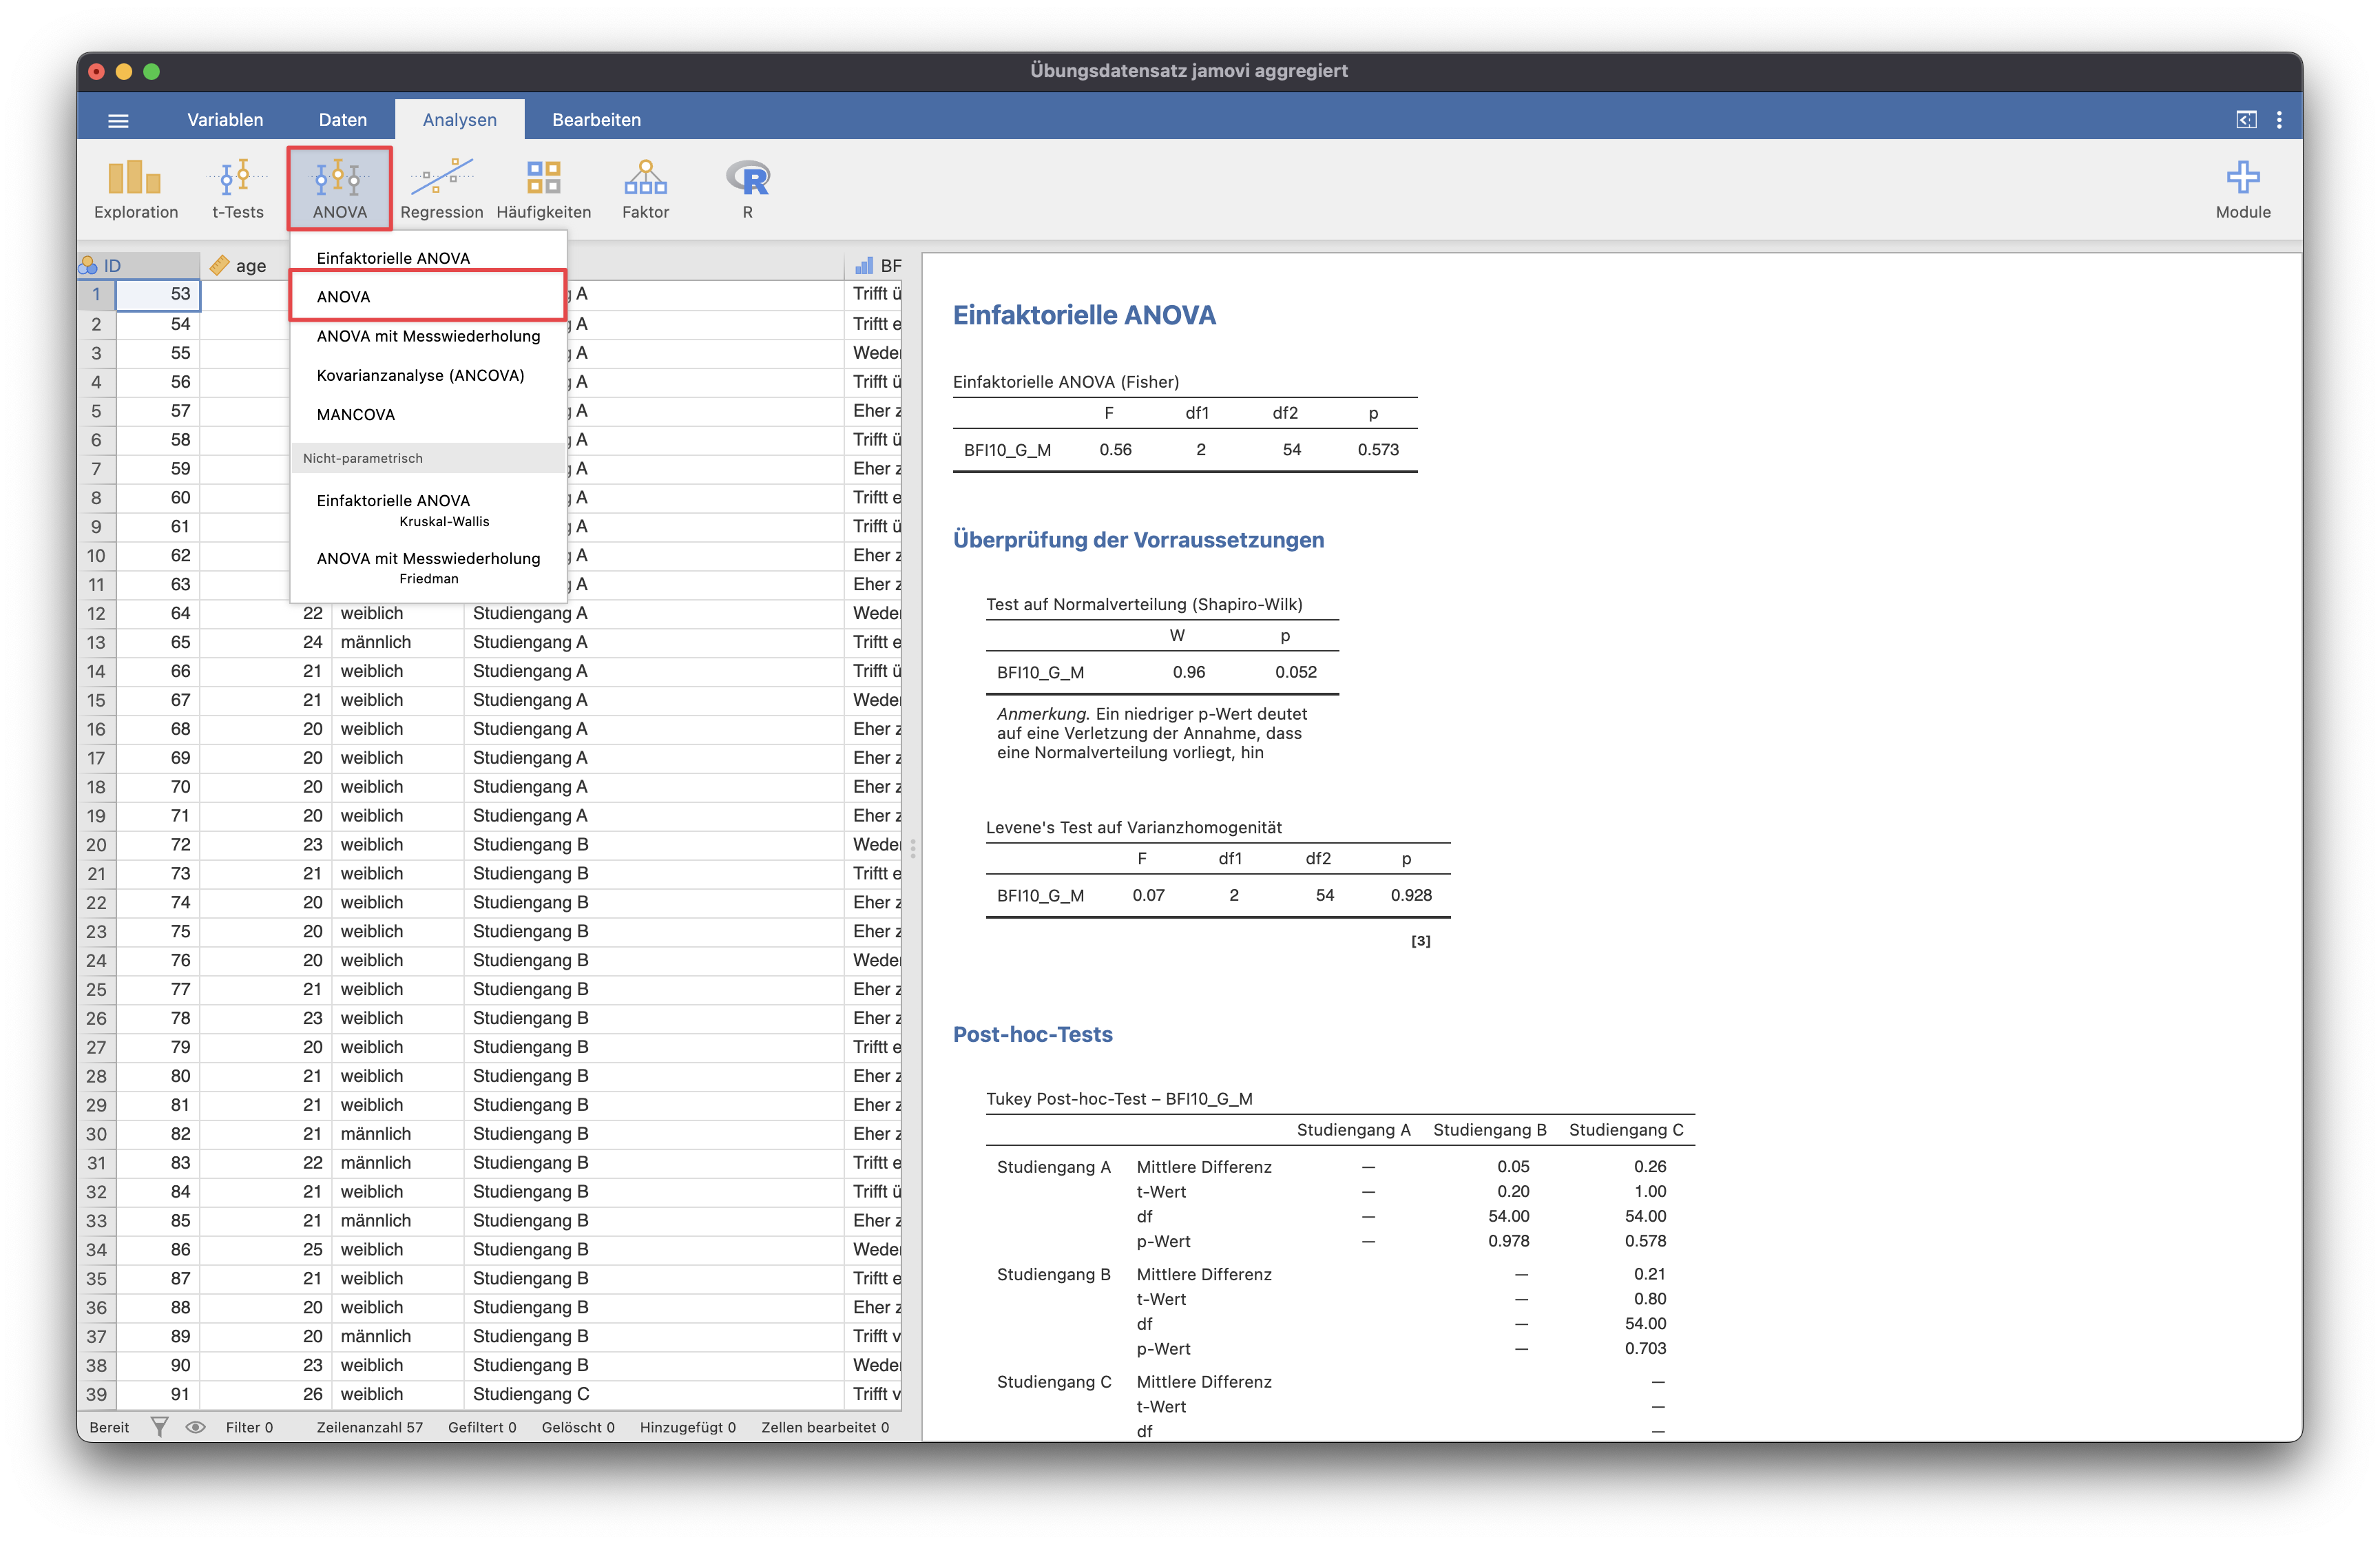 Übungsdatensatz jamovi aggregiert
Variablen Daten Analysen Bearbeiten
Exploration t-Tests ANOVA Regression Häufigkeiten Faktor R Module
Einfaktorielle ANOVA
ANOVA
ANOVA mit Messwiederholung
Kovarianzanalyse (ANCOVA)
MANCOVA
Nicht-parametrisch
Einfaktorielle ANOVA
Kruskal-Wallis
ANOVA mit Messwiederholung
Friedman
ID age BF
1 53 g A Trifft ü
2 54 g A Triftt e
3 55 g A Weder
4 56 g A Trifft ü
5 57 g A Eher z
6 58 g A Trifft ü
7 59 g A Eher z
8 60 g A Triftt e
9 61 g A Trifft ü
10 62 g A Eher z
11 63 g A Eher z
12 64 22 weiblich Studiengang A Weder
13 65 24 männlich Studiengang A Triftt e
14 66 21 weiblich Studiengang A Trifft ü
15 67 21 weiblich Studiengang A Weder
16 68 20 weiblich Studiengang A Eher z
17 69 20 weiblich Studiengang A Eher z
18 70 20 weiblich Studiengang A Eher z
19 71 20 weiblich Studiengang A Eher z
20 72 23 weiblich Studiengang B Weder
21 73 21 weiblich Studiengang B Triftt e
22 74 20 weiblich Studiengang B Eher z
23 75 20 weiblich Studiengang B Eher z
24 76 20 weiblich Studiengang B Weder
25 77 21 weiblich Studiengang B Eher z
26 78 23 weiblich Studiengang B Eher z
27 79 20 weiblich Studiengang B Triftt e
28 80 21 weiblich Studiengang B Eher z
29 81 21 weiblich Studiengang B Eher z
30 82 21 männlich Studiengang B Eher z
31 83 22 männlich Studiengang B Triftt e
32 84 21 weiblich Studiengang B Trifft ü
33 85 21 männlich Studiengang B Eher z
34 86 25 weiblich Studiengang B Weder
35 87 21 weiblich Studiengang B Triftt e
36 88 20 weiblich Studiengang B Eher z
37 89 20 männlich Studiengang B Trifft v
38 90 23 weiblich Studiengang B Weder
39 91 26 weiblich Studiengang C Trifft v
Bereit Filter 0 Zeilenanzahl 57 Gefiltert 0 Gelöscht 0 Hinzugefügt 0 Zellen bearbeitet 0
Einfaktorielle ANOVA
Einfaktorielle ANOVA (Fisher)
F df1 df2 p
BFI10_G_M 0.56 2 54 0.573
Überprüfung der Vorraussetzungen
Test auf Normalverteilung (Shapiro-Wilk)
W p
BFI10_G_M 0.96 0.052
Anmerkung. Ein niedriger p-Wert deutet
auf eine Verletzung der Annahme, dass
eine Normalverteilung vorliegt, hin
Levene's Test auf Varianzhomogenität
F df1 df2 p
BFI10_G_M 0.07 2 54 0.928
[3]
Post-hoc-Tests
Tukey Post-hoc-Test – BFI10_G_M
Studiengang A Studiengang B Studiengang C
Studiengang A Mittlere Differenz — 0.05 0.26
t-Wert — 0.20 1.00
df — 54.00 54.00
p-Wert — 0.978 0.578
Studiengang B Mittlere Differenz — 0.21
t-Wert — 0.80
df — 54.00
p-Wert — 0.703
Studiengang C Mittlere Differenz —
t-Wert —
df —